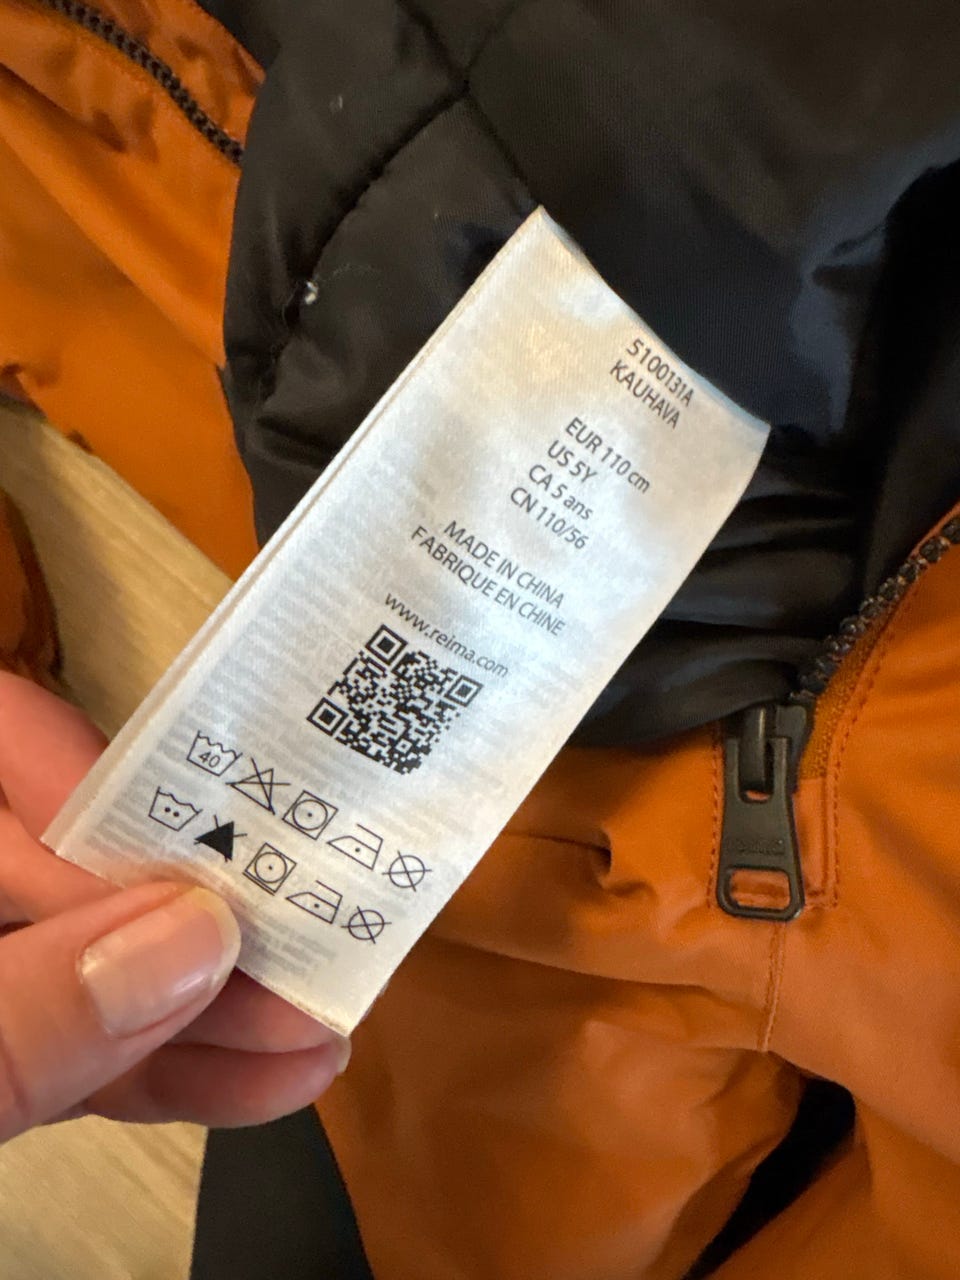 5100131A
KAUHAVA
EUR 110 cm
US 5Y
CA 5 ans
CN 110/56
MADE IN CHINA
FABRIQUE EN CHINE
www.reima.com
40